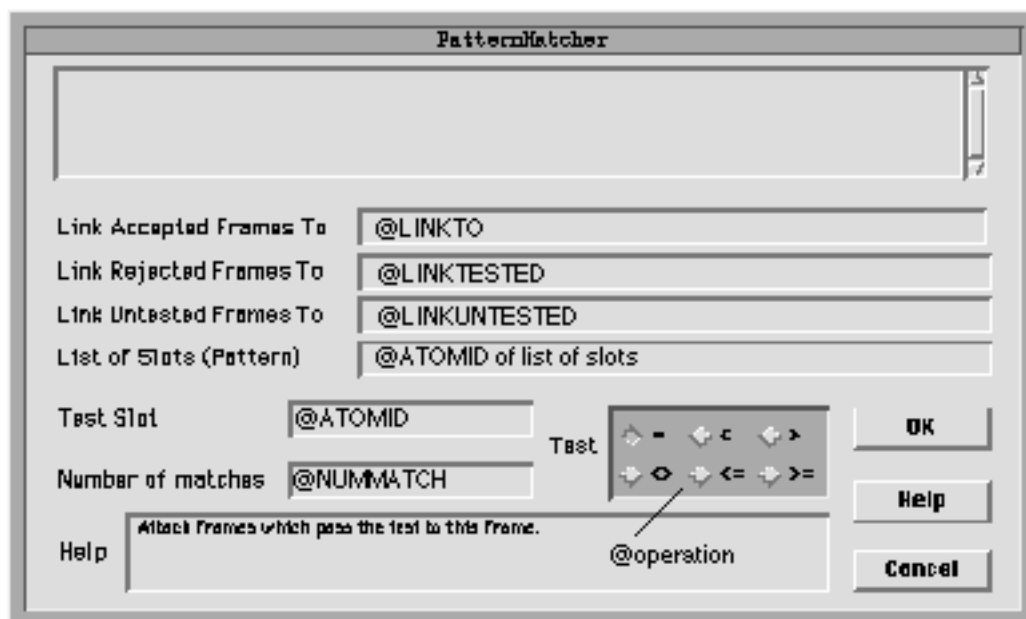 PatternMatcher
Link Accepted Frames To @LINKTO
Link Rejected Frames To @LINKTESTED
Link Untested Frames To @LINKUNTESTED
List of Slots (Pattern) @ATOMID of list of slots
Test Slot @ATOMID
Number of matches @NUMMATCH
Test
= < >
<> <= >=
@operation
OK
Help
Cancel
Help
Attach frames which pass the test to this frame.